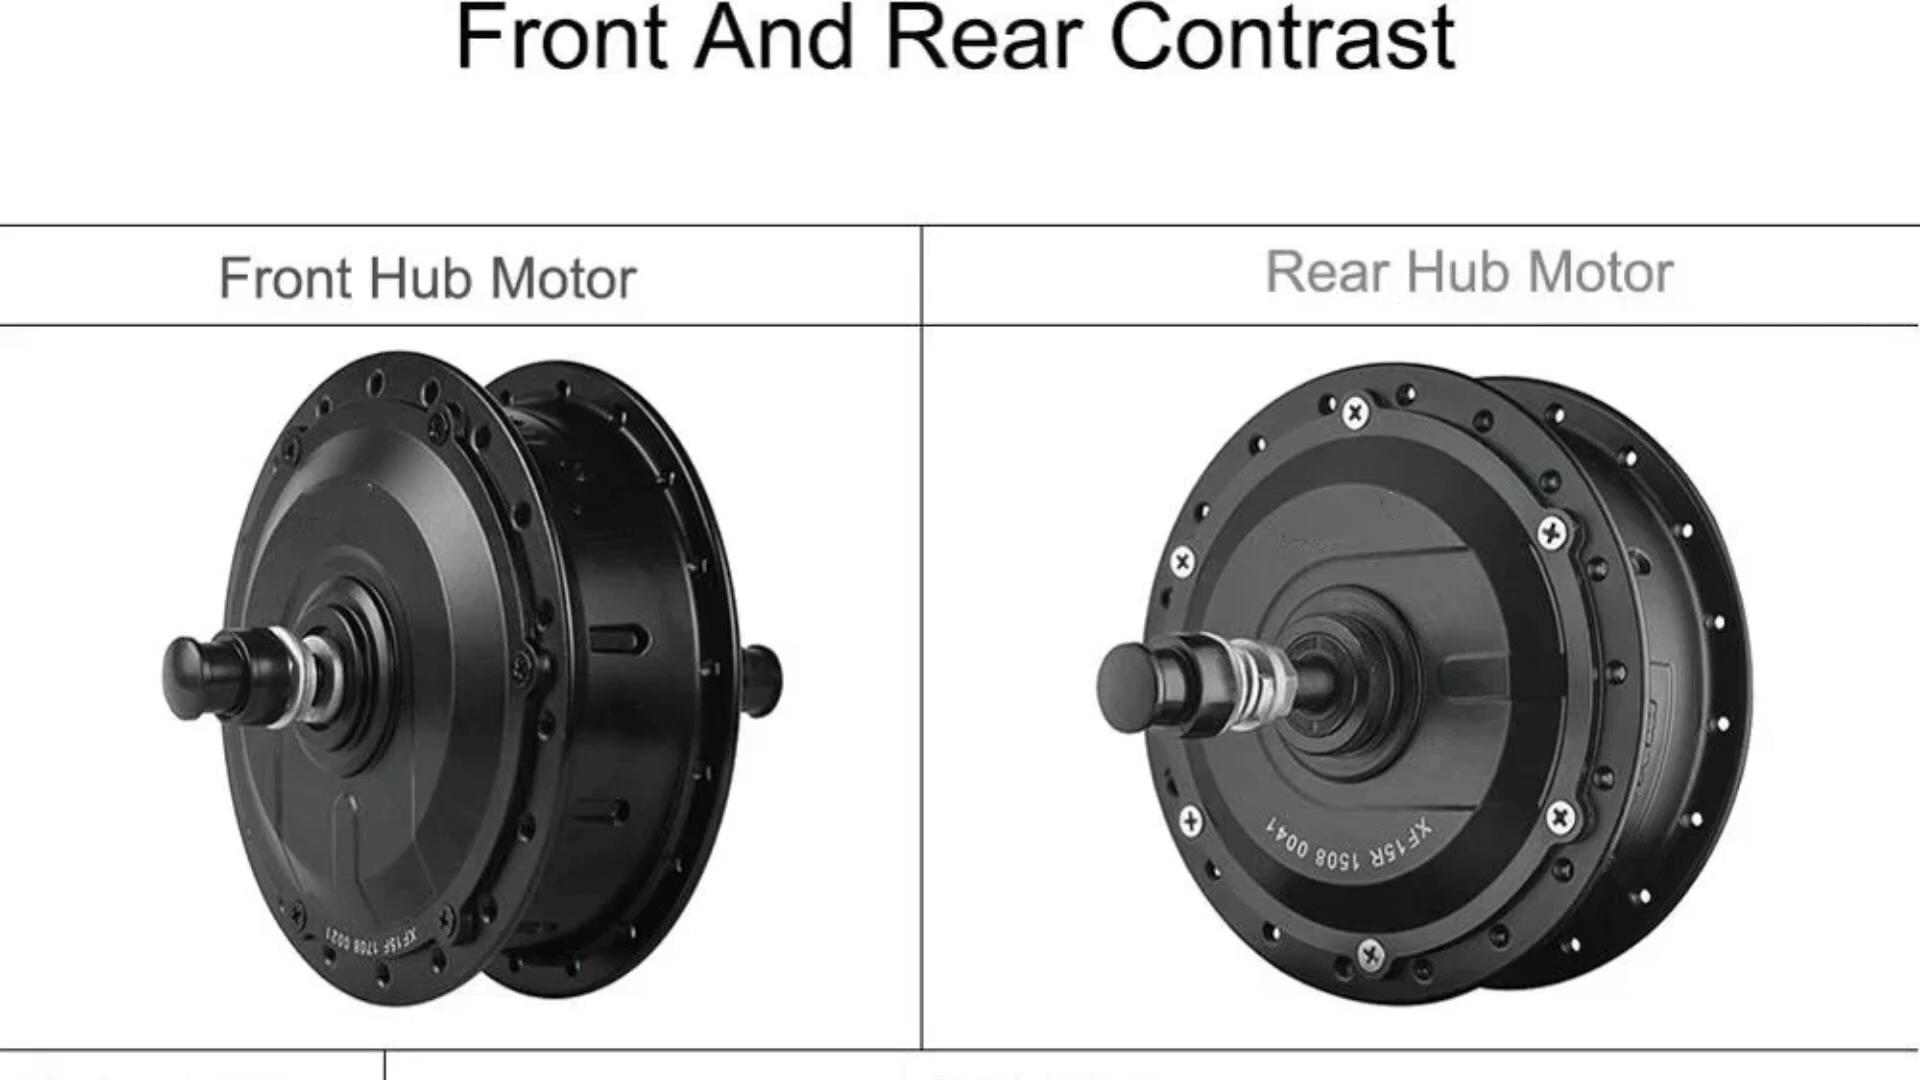 Front And Rear Contrast
Front Hub Motor
Rear Hub Motor
XF15F 1708 0021
XF15R 1508 0041